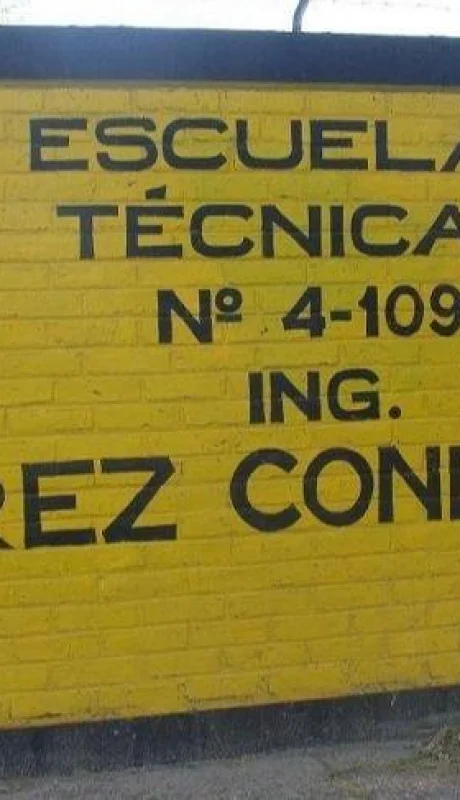 ESCUELA
TÉCNICA
Nº 4-109
ING.
REZ CON